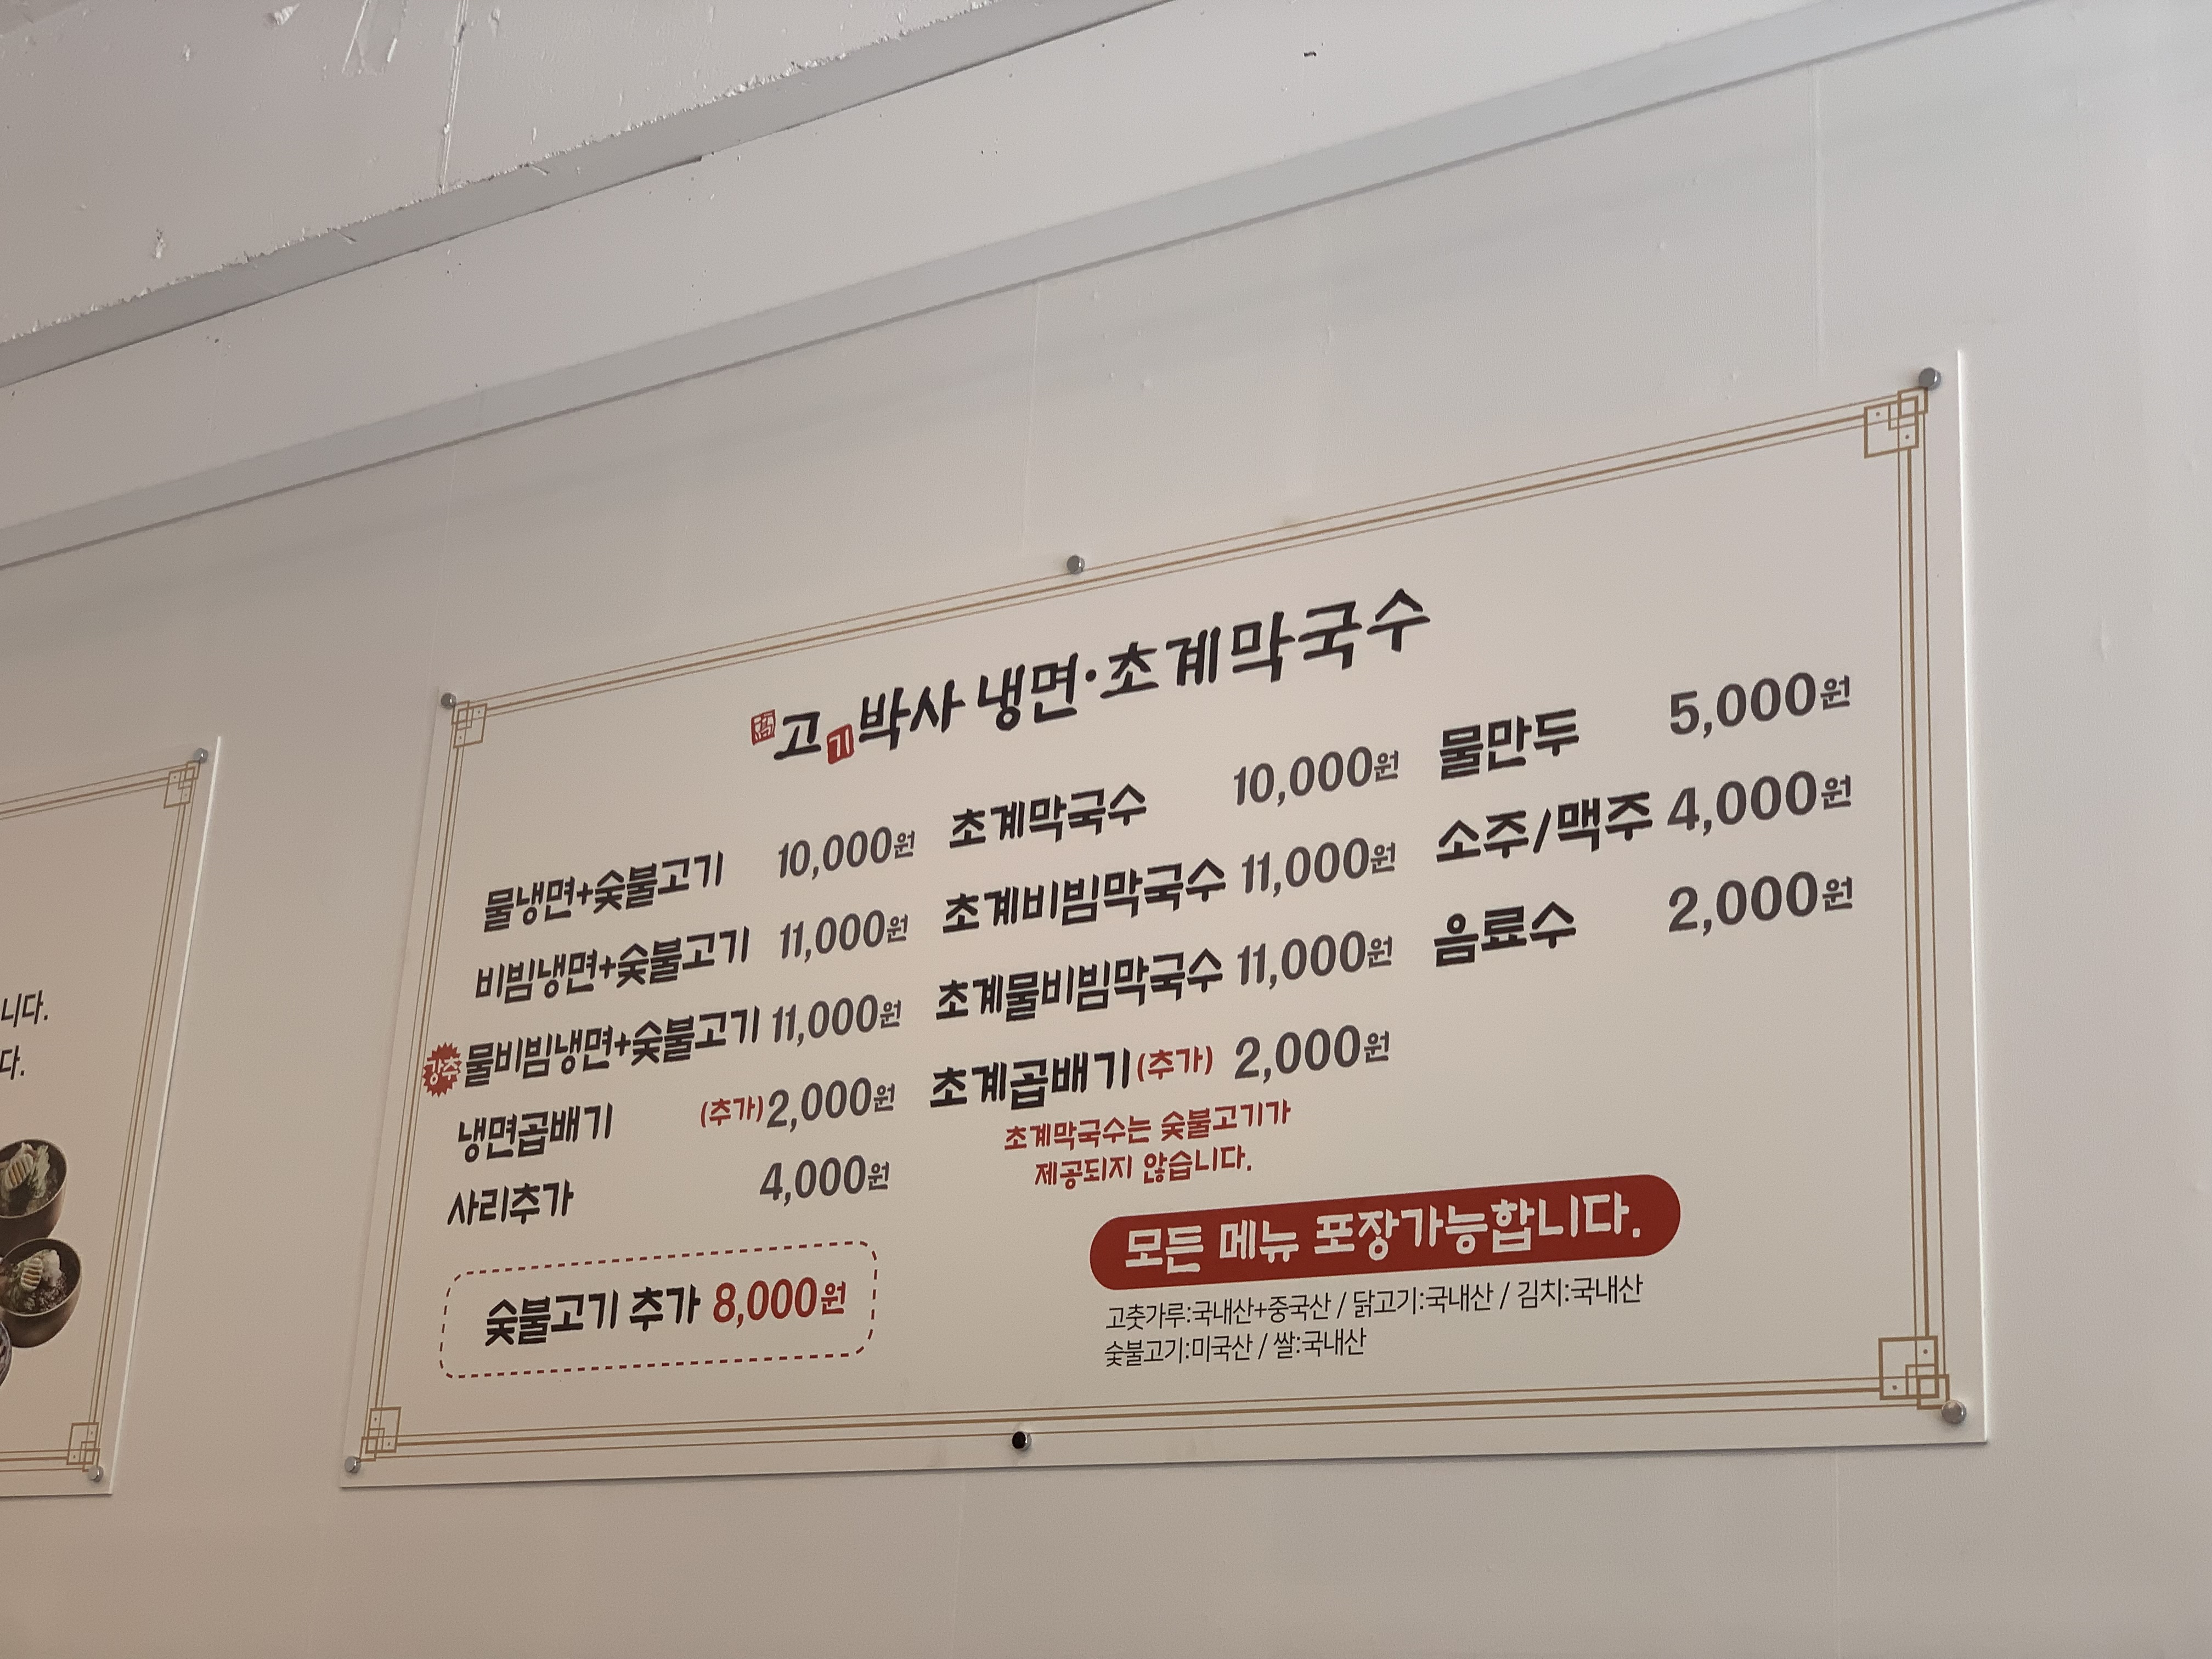 니다.
다.
고기박사 냉면·초계막국수
물냉면+숯불고기 10,000원
비빔냉면+숯불고기 11,000원
물비빔냉면+숯불고기 11,000원
냉면곱배기 (추가) 2,000원
사리추가 4,000원
숯불고기 추가 8,000원
초계막국수 10,000원
초계비빔막국수 11,000원
초계물비빔막국수 11,000원
초계곱배기(추가) 2,000원
초계막국수는 숯불고기가
제공되지 않습니다.
물만두 5,000원
소주/맥주 4,000원
음료수 2,000원
모든 메뉴 포장가능합니다.
고춧가루:국내산+중국산 / 닭고기:국내산 / 김치:국내산
숯불고기:미국산 / 쌀:국내산